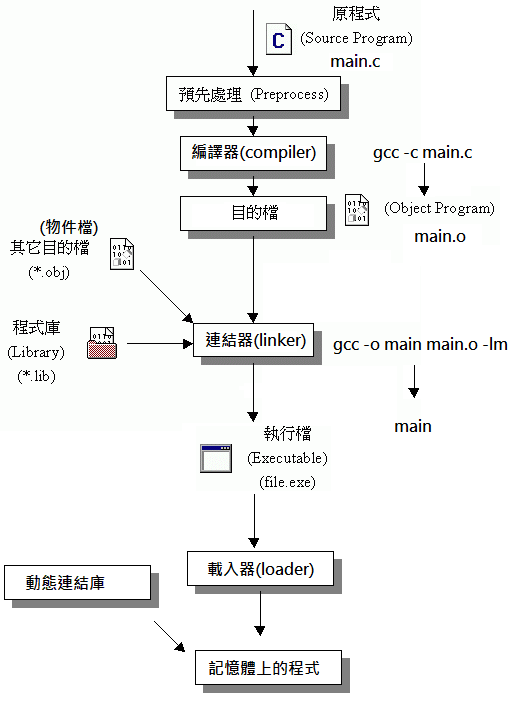 原程式
C
(Source Program)
main.c
預先處理 (Preprocess)
編譯器(compiler)
gcc -c main.c
目的檔
(Object Program)
main.o
(物件檔)
其它目的檔
(*.obj)
程式庫
(Library)
(*.lib)
連結器(linker)
gcc -o main main.o -lm
main
執行檔
(Executable)
(file.exe)
載入器(loader)
動態連結庫
記憶體上的程式